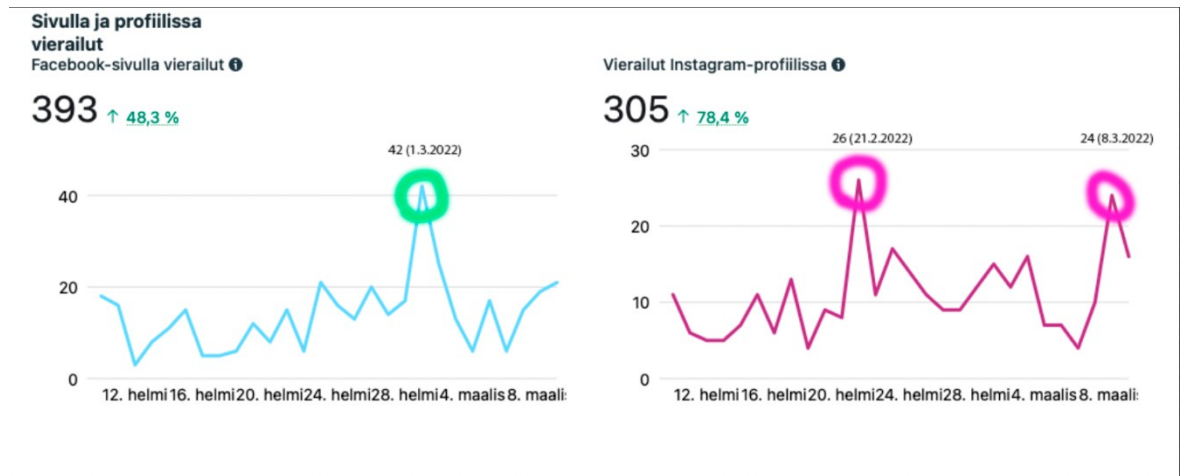 Sivulla ja profiilissa
vierailut
Facebook-sivulla vierailut
393 ↑ 48,3 %
42 (1.3.2022)
40
20
0
12. helmi 16. helmi 20. helmi 24. helmi 28. helmi 4. maalis 8. maali
Vierailut Instagram-profiilissa
305 ↑ 78,4 %
26 (21.2.2022)
24 (8.3.2022)
30
20
10
0
12. helmi 16. helmi 20. helmi 24. helmi 28. helmi 4. maalis 8. maali